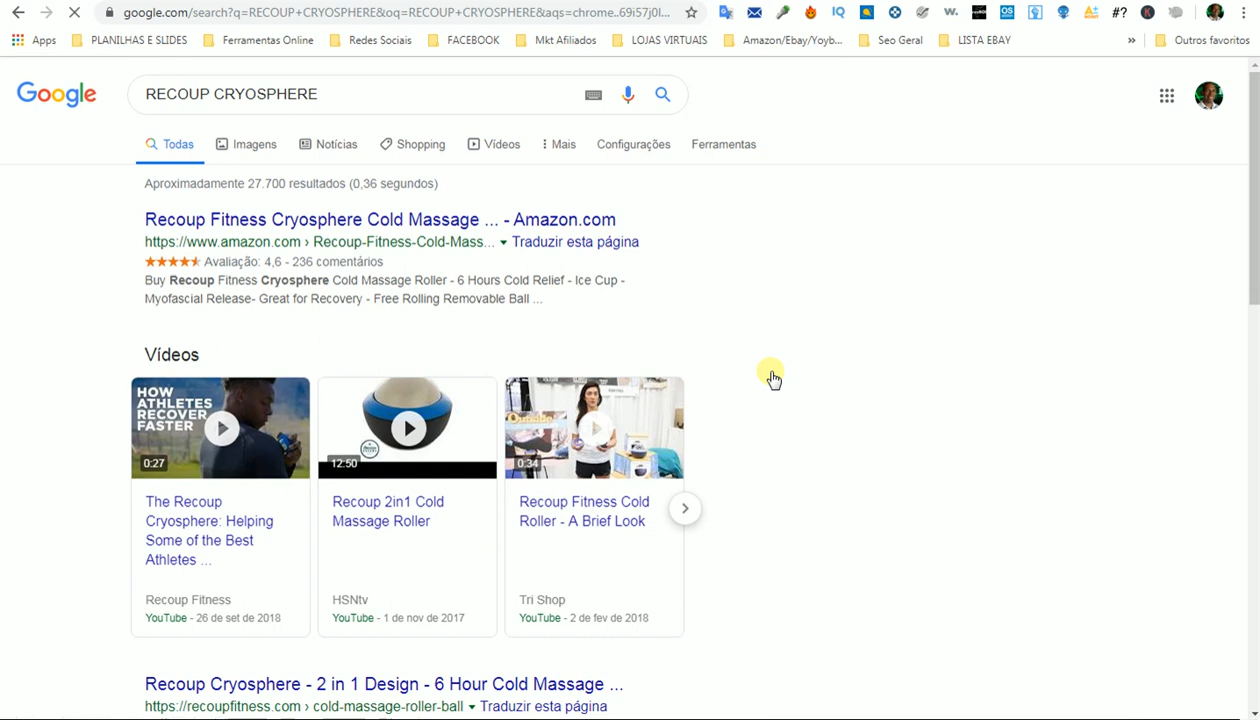 google.com/search?q=RECOUP+CRYOSPHERE&oq=RECOUP+CRYOSPHERE&aqs=chrome..69i57j0l...
IQ W. OS #? K
Apps PLANILHAS E SLIDES Ferramentas Online Redes Sociais FACEBOOK Mkt Afiliados LOJAS VIRTUAIS Amazon/Ebay/Yoyb... Seo Geral LISTA EBAY » Outros favoritos
Google RECOUP CRYOSPHERE
Todas Imagens Notícias Shopping Vídeos Mais Configurações Ferramentas
Aproximadamente 27.700 resultados (0,36 segundos)
Recoup Fitness Cryosphere Cold Massage ... - Amazon.com
https://www.amazon.com › Recoup-Fitness-Cold-Mass... Traduzir esta página
Avaliação: 4,6 - 236 comentários
Buy Recoup Fitness Cryosphere Cold Massage Roller - 6 Hours Cold Relief - Ice Cup -
Myofascial Release- Great for Recovery - Free Rolling Removable Ball ...
Vídeos
HOW
ATHLETES
RECOVER
FASTER
0:27
The Recoup
Cryosphere: Helping
Some of the Best
Athletes ...
Recoup Fitness
YouTube - 26 de set de 2018
12:50
Recoup 2in1 Cold
Massage Roller
HSNtv
YouTube - 1 de nov de 2017
0:34
Recoup Fitness Cold
Roller - A Brief Look
Tri Shop
YouTube - 2 de fev de 2018
Recoup Cryosphere - 2 in 1 Design - 6 Hour Cold Massage ...
https://recoupfitness.com › cold-massage-roller-ball Traduzir esta página